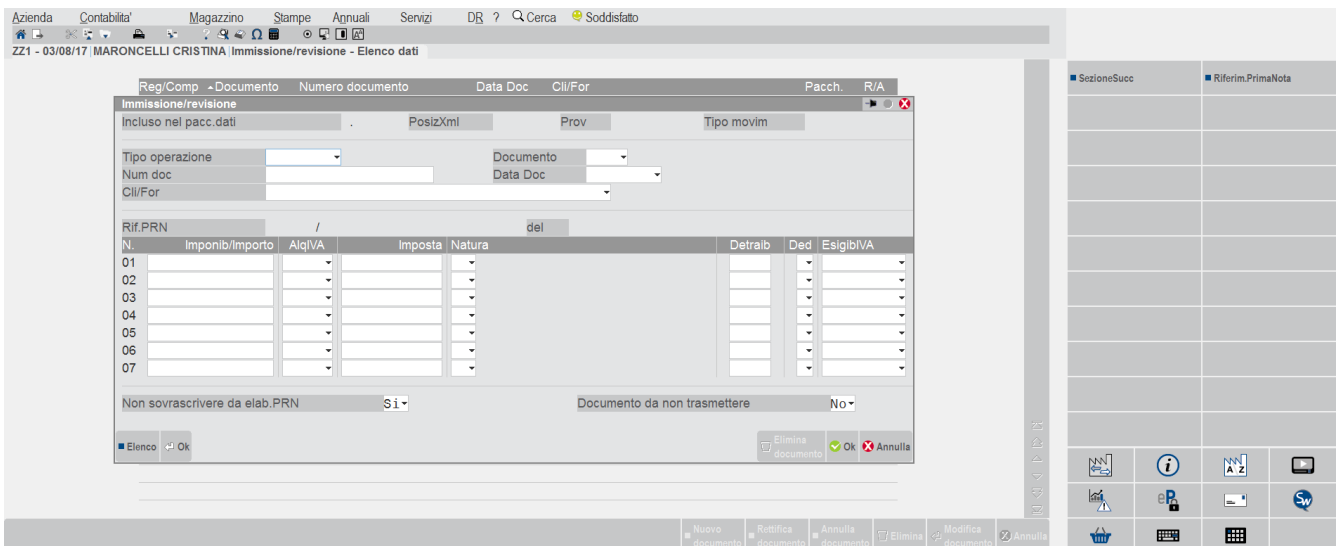 Azienda Contabilita' Magazzino Stampe Annuali Servizi DR ? Cerca Soddisfatto
ZZ1 - 03/08/17 | MARONCELLI CRISTINA | Immissione/revisione - Elenco dati
SezioneSucc Riferim.PrimaNota
Reg/Comp Documento Numero documento Data Doc Cli/For Pacch. R/A
Immissione/revisione
Incluso nel pacc.dati . PosizXml Prov Tipo movim
Tipo operazione Documento
Num doc Data Doc
Cli/For
Rif.PRN / del
N. Imponib/Importo AlqIVA Imposta Natura Detraib Ded EsigibIVA
01
02
03
04
05
06
07
Non sovrascrivere da elab.PRN Si Documento da non trasmettere No
Elenco Ok Elimina documento Ok Annulla
25
Nuovo documento Rettifica documento Annulla documento Elimina Modifica documento Annulla